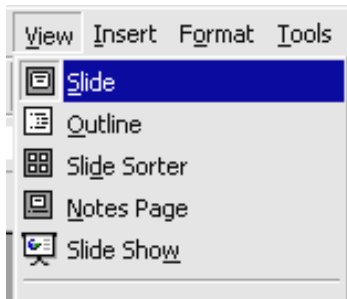 View Insert Format Tools
Slide
Outline
Slide Sorter
Notes Page
Slide Show